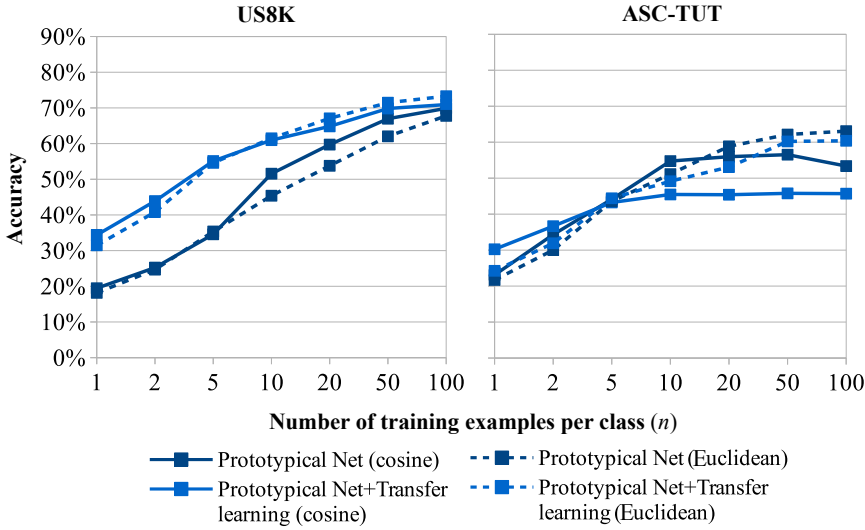 US8K
ASC-TUT
90%
80%
70%
60%
50%
40%
30%
20%
10%
0%
Accuracy
1 2 5 10 20 50 100
1 2 5 10 20 50 100
Number of training examples per class (n)
Prototypical Net (cosine)
Prototypical Net (Euclidean)
Prototypical Net+Transfer
learning (cosine)
Prototypical Net+Transfer
learning (Euclidean)